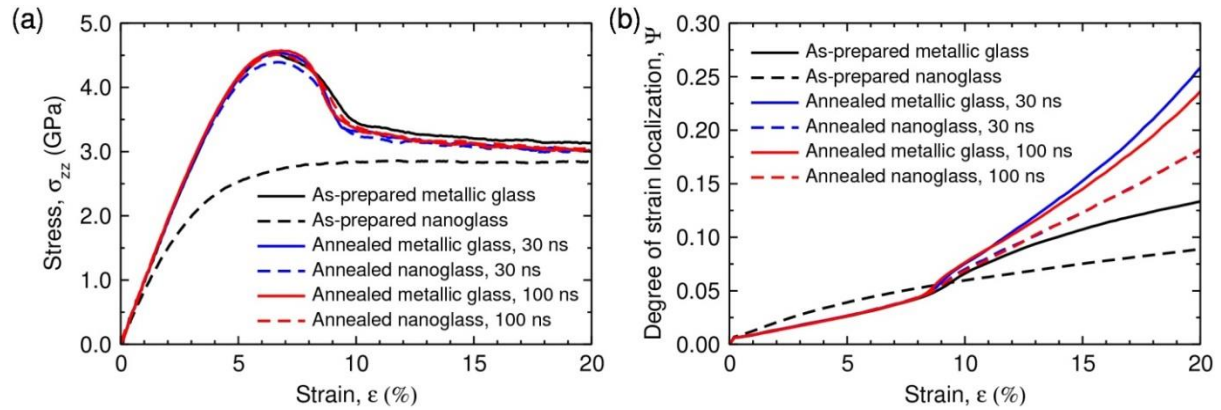 (a)
5.0
4.0
3.0
2.0
1.0
0.0
Stress, σzz (GPa)
As-prepared metallic glass
As-prepared nanoglass
Annealed metallic glass, 30 ns
Annealed nanoglass, 30 ns
Annealed metallic glass, 100 ns
Annealed nanoglass, 100 ns
0 5 10 15 20
Strain, ε (%)
(b)
0.30
0.25
0.20
0.15
0.10
0.05
0.00
Degree of strain localization, Ψ
As-prepared metallic glass
As-prepared nanoglass
Annealed metallic glass, 30 ns
Annealed nanoglass, 30 ns
Annealed metallic glass, 100 ns
Annealed nanoglass, 100 ns
0 5 10 15 20
Strain, ε (%)